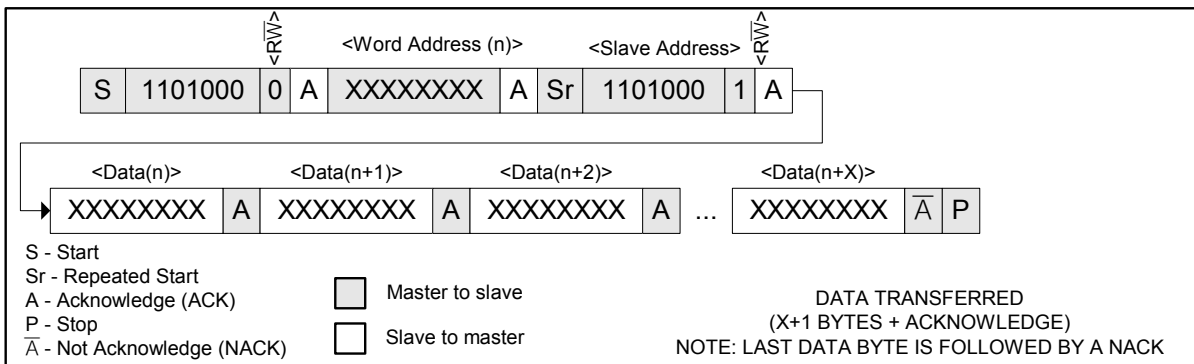 <RW̅> <RW̅>
<Word Address (n)> <Slave Address>
S 1101000 0 A XXXXXXXX A Sr 1101000 1 A
<Data(n)> <Data(n+1)> <Data(n+2)> <Data(n+X)>
XXXXXXXX A XXXXXXXX A XXXXXXXX A ... XXXXXXXX A̅ P
S - Start
Sr - Repeated Start
A - Acknowledge (ACK)
P - Stop
A̅ - Not Acknowledge (NACK)
Master to slave
Slave to master
DATA TRANSFERRED
(X+1 BYTES + ACKNOWLEDGE)
NOTE: LAST DATA BYTE IS FOLLOWED BY A NACK